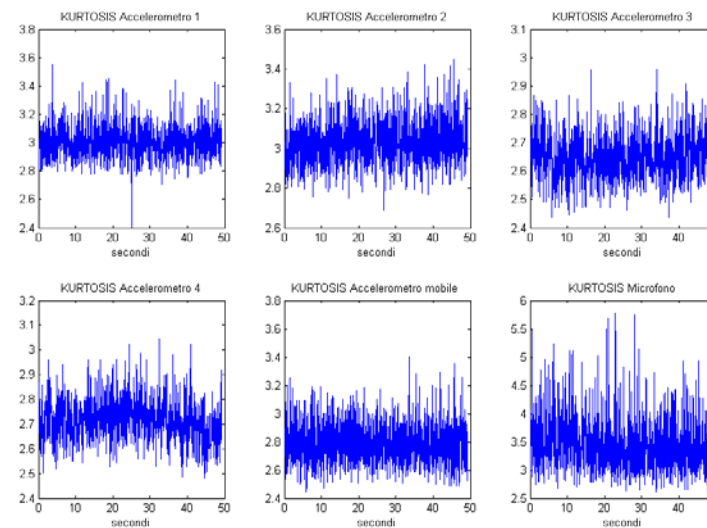 KURTOSIS Accelerometro 1
3.8
3.6
3.4
3.2
3
2.8
2.6
2.4
0 10 20 30 40 50
secondi
KURTOSIS Accelerometro 2
3.6
3.4
3.2
3
2.8
2.6
0 10 20 30 40 50
secondi
KURTOSIS Accelerometro 3
3.1
3
2.9
2.8
2.7
2.6
2.5
2.4
0 10 20 30 40
secondi
KURTOSIS Accelerometro 4
3.2
3.1
3
2.9
2.8
2.7
2.6
2.5
2.4
0 10 20 30 40 50
secondi
KURTOSIS Accelerometro mobile
3.8
3.6
3.4
3.2
3
2.8
2.6
2.4
0 10 20 30 40 50
secondi
KURTOSIS Microfono
6
5.5
5
4.5
4
3.5
3
2.5
0 10 20 30 40
secondi